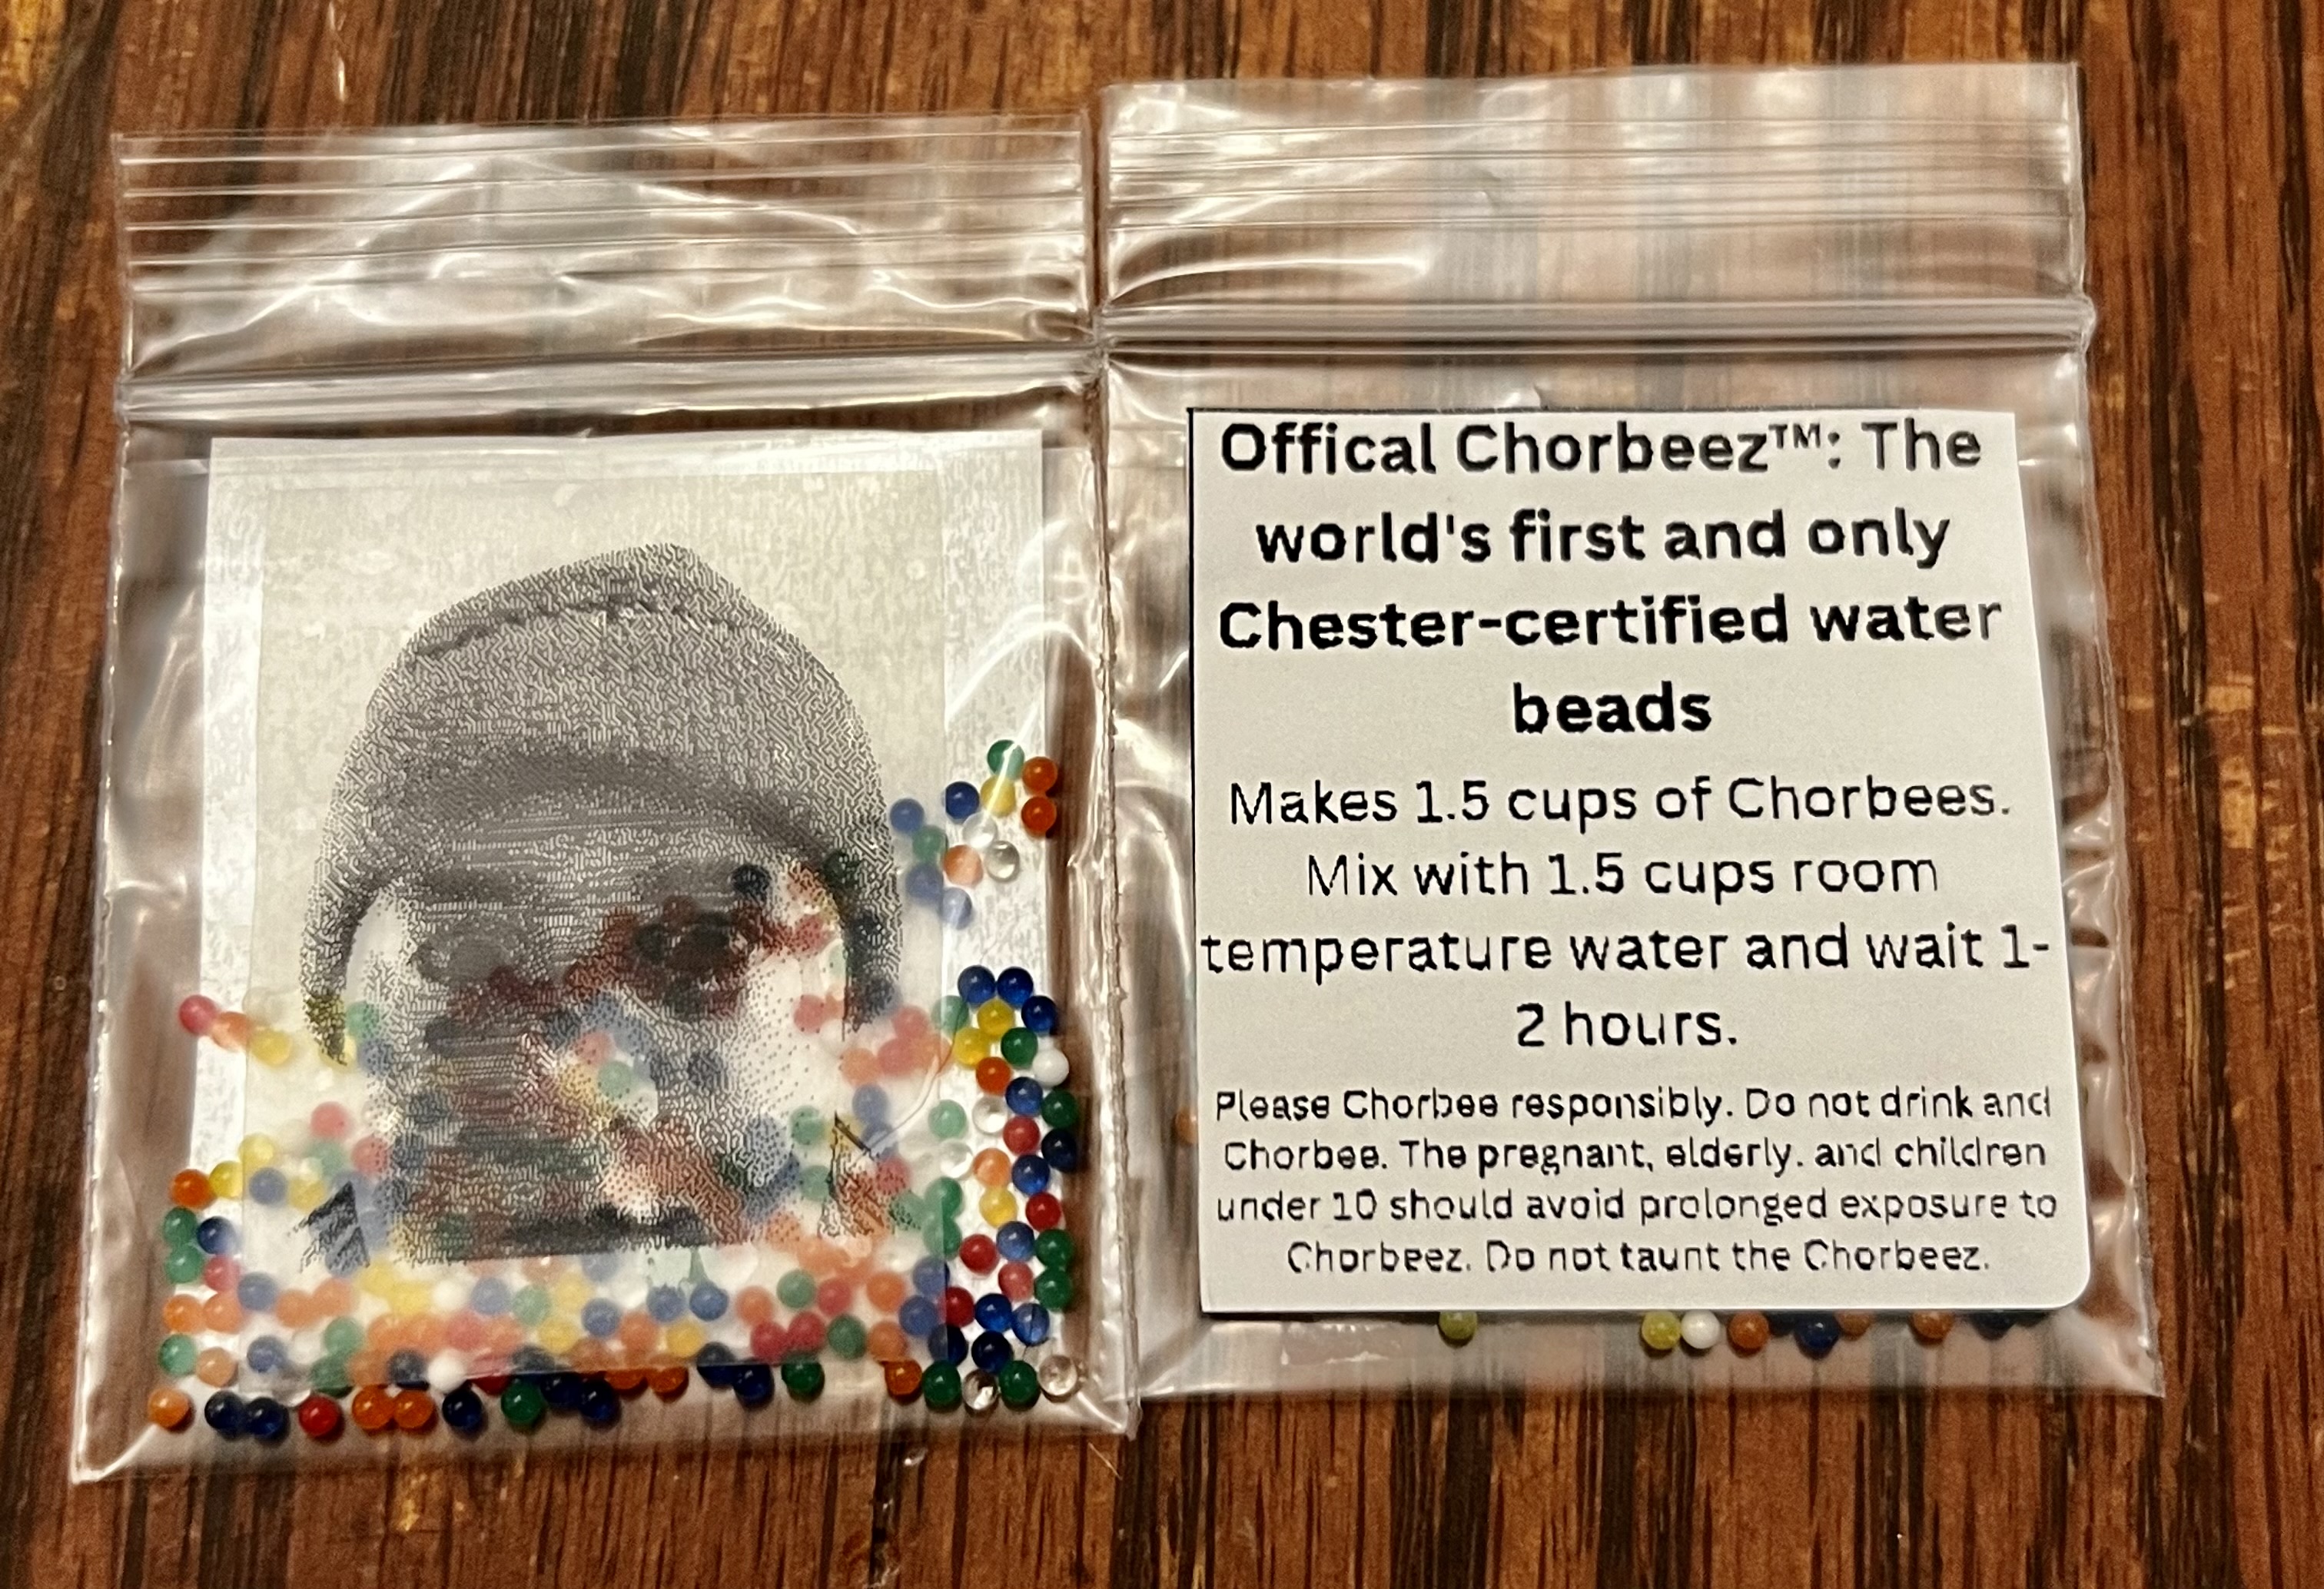 Offical Chorbeez™: The
world's first and only
Chester-certified water
beads
Makes 1.5 cups of Chorbees.
Mix with 1.5 cups room
temperature water and wait 1-
2 hours.
Please Chorbee responsibly. Do not drink and
Chorbee. The pregnant, elderly. and children
under 10 should avoid prolonged exposure to
Chorbeez. Do not taunt the Chorbeez.